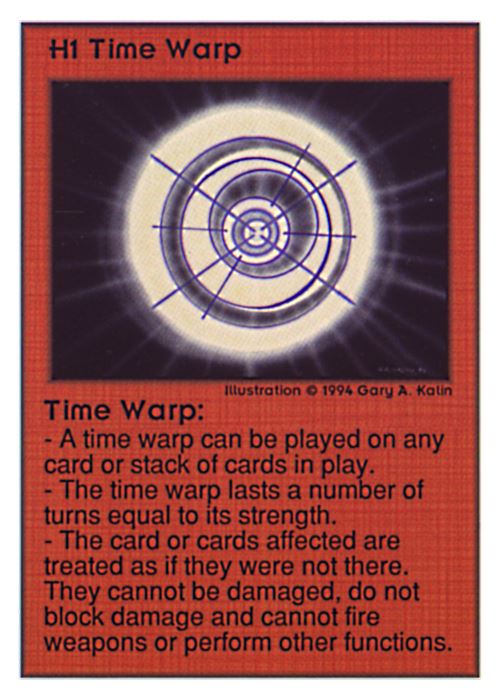 H1 Time Warp
Illustration © 1994 Gary A. Kalin
Time Warp:
- A time warp can be played on any
card or stack of cards in play.
- The time warp lasts a number of
turns equal to its strength.
- The card or cards affected are
treated as if they were not there.
They cannot be damaged, do not
block damage and cannot fire
weapons or perform other functions.